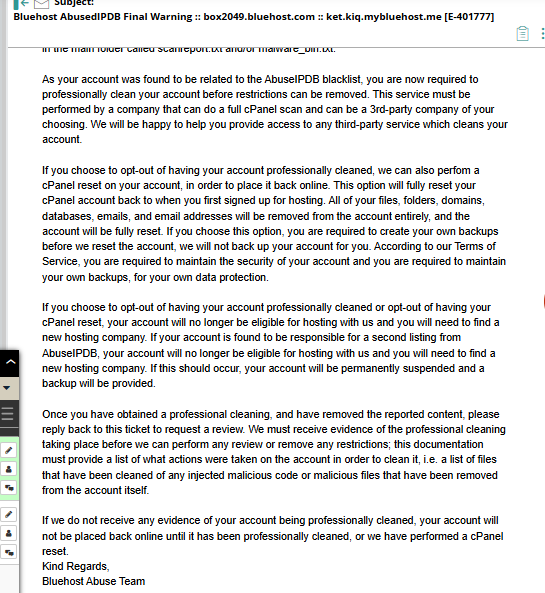 Subject:
Bluehost AbusedIPDB Final Warning :: box2049.bluehost.com :: ket.kiq.mybluehost.me [E-401777]
in the main folder called scanreport.txt and/or malware_bin.txt.
As your account was found to be related to the AbuseIPDB blacklist, you are now required to
professionally clean your account before restrictions can be removed. This service must be
performed by a company that can do a full cPanel scan and can be a 3rd-party company of your
choosing. We will be happy to help you provide access to any third-party service which cleans your
account.
If you choose to opt-out of having your account professionally cleaned, we can also perfom a
cPanel reset on your account, in order to place it back online. This option will fully reset your
cPanel account back to when you first signed up for hosting. All of your files, folders, domains,
databases, emails, and email addresses will be removed from the account entirely, and the
account will be fully reset. If you choose this option, you are required to create your own backups
before we reset the account, we will not back up your account for you. According to our Terms of
Service, you are required to maintain the security of your account and you are required to maintain
your own backups, for your own data protection.
If you choose to opt-out of having your account professionally cleaned or opt-out of having your
cPanel reset, your account will no longer be eligible for hosting with us and you will need to find a
new hosting company. If your account is found to be responsible for a second listing from
AbuseIPDB, your account will no longer be eligible for hosting with us and you will need to find a
new hosting company. If this should occur, your account will be permanently suspended and a
backup will be provided.
Once you have obtained a professional cleaning, and have removed the reported content, please
reply back to this ticket to request a review. We must receive evidence of the professional cleaning
taking place before we can perform any review or remove any restrictions; this documentation
must provide a list of what actions were taken on the account in order to clean it, i.e. a list of files
that have been cleaned of any injected malicious code or malicious files that have been removed
from the account itself.
If we do not receive any evidence of your account being professionally cleaned, your account will
not be placed back online until it has been professionally cleaned, or we have performed a cPanel
reset.
Kind Regards,
Bluehost Abuse Team